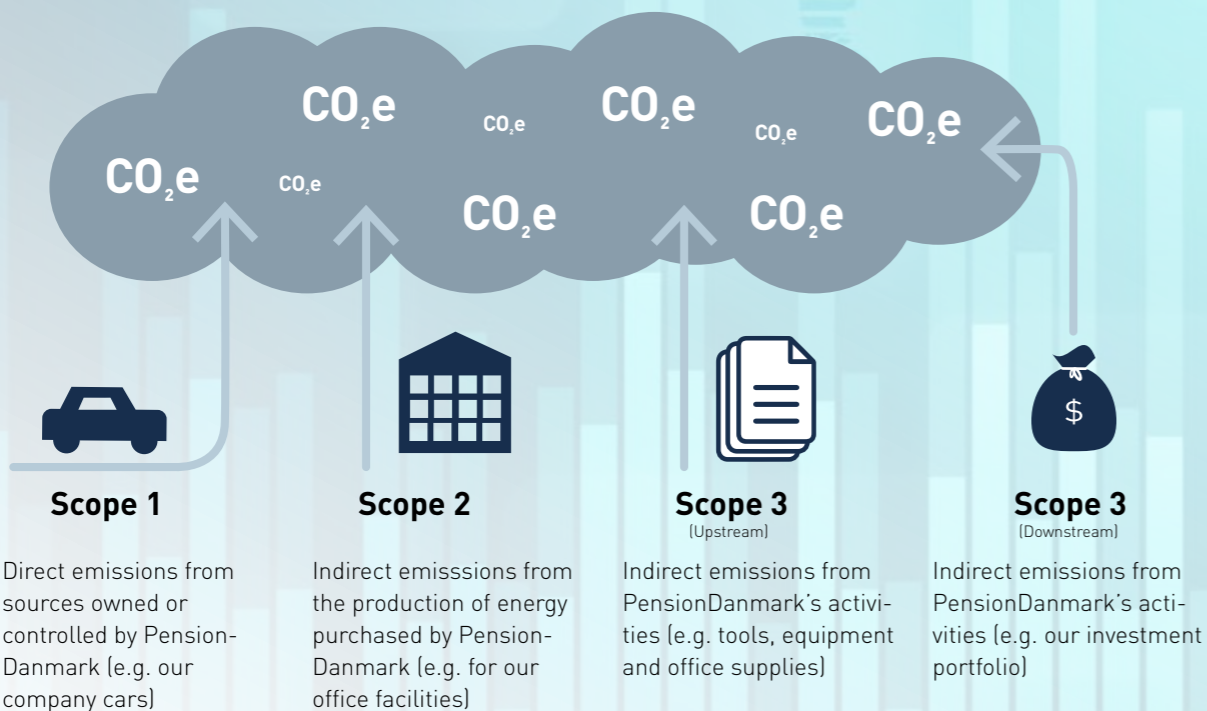 CO₂e
CO₂e
CO₂e
CO₂e
CO₂e
CO₂e
CO₂e
CO₂e
CO₂e
$
Scope 1
Direct emissions from
sources owned or
controlled by Pension-
Danmark (e.g. our
company cars)
Scope 2
Indirect emisssions from
the production of energy
purchased by Pension-
Danmark (e.g. for our
office facilities)
Scope 3
(Upstream)
Indirect emissions from
PensionDanmark's activi-
ties (e.g. tools, equipment
and office supplies)
Scope 3
(Downstream)
Indirect emissions from
PensionDanmark's acti-
vities (e.g. our investment
portfolio)